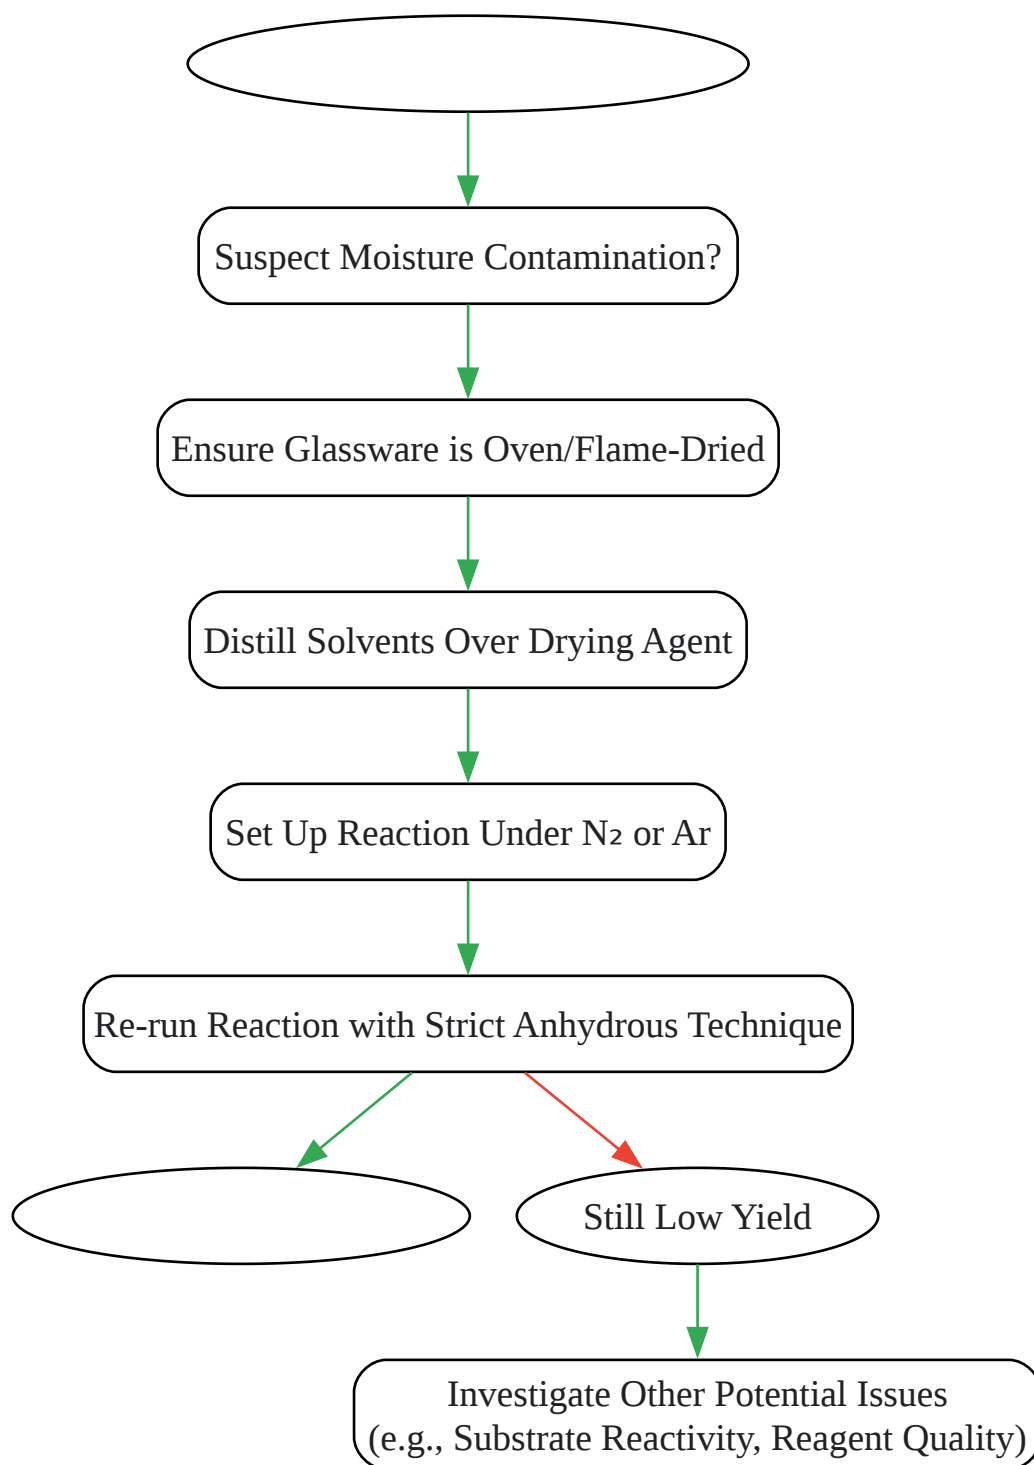 Suspect Moisture Contamination?
Ensure Glassware is Oven/Flame-Dried
Distill Solvents Over Drying Agent
Set Up Reaction Under N₂ or Ar
Re-run Reaction with Strict Anhydrous Technique
Still Low Yield
Investigate Other Potential Issues
(e.g., Substrate Reactivity, Reagent Quality)